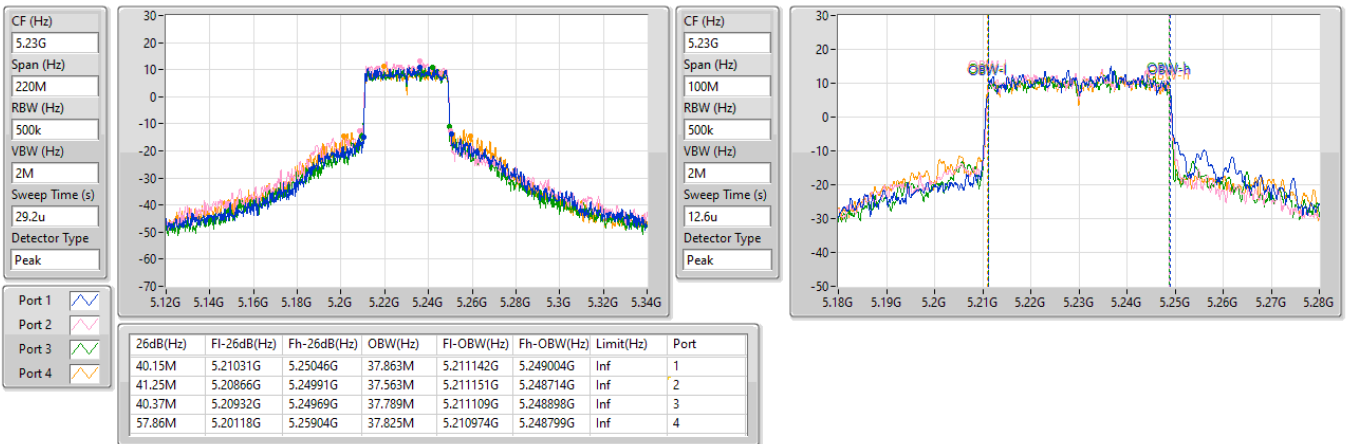 CF (Hz)
5.23G
Span (Hz)
220M
RBW (Hz)
500k
VBW (Hz)
2M
Sweep Time (s)
29.2u
Detector Type
Peak
30
20
10
0
-10
-20
-30
-40
-50
-60
-70
5.12G 5.14G 5.16G 5.18G 5.2G 5.22G 5.24G 5.26G 5.28G 5.3G 5.32G 5.34G
CF (Hz)
5.23G
Span (Hz)
100M
RBW (Hz)
500k
VBW (Hz)
2M
Sweep Time (s)
12.6u
Detector Type
Peak
30
20
10
0
-10
-20
-30
-40
-50
OBW-l OBW-h
5.18G 5.19G 5.2G 5.21G 5.22G 5.23G 5.24G 5.25G 5.26G 5.27G 5.28G
Port 1
Port 2
Port 3
Port 4
26dB(Hz) Fl-26dB(Hz) Fh-26dB(Hz) OBW(Hz) Fl-OBW(Hz) Fh-OBW(Hz) Limit(Hz) Port
40.15M 5.21031G 5.25046G 37.863M 5.211142G 5.249004G Inf 1
41.25M 5.20866G 5.24991G 37.563M 5.211151G 5.248714G Inf 2
40.37M 5.20932G 5.24969G 37.789M 5.211109G 5.248898G Inf 3
57.86M 5.20118G 5.25904G 37.825M 5.210974G 5.248799G Inf 4